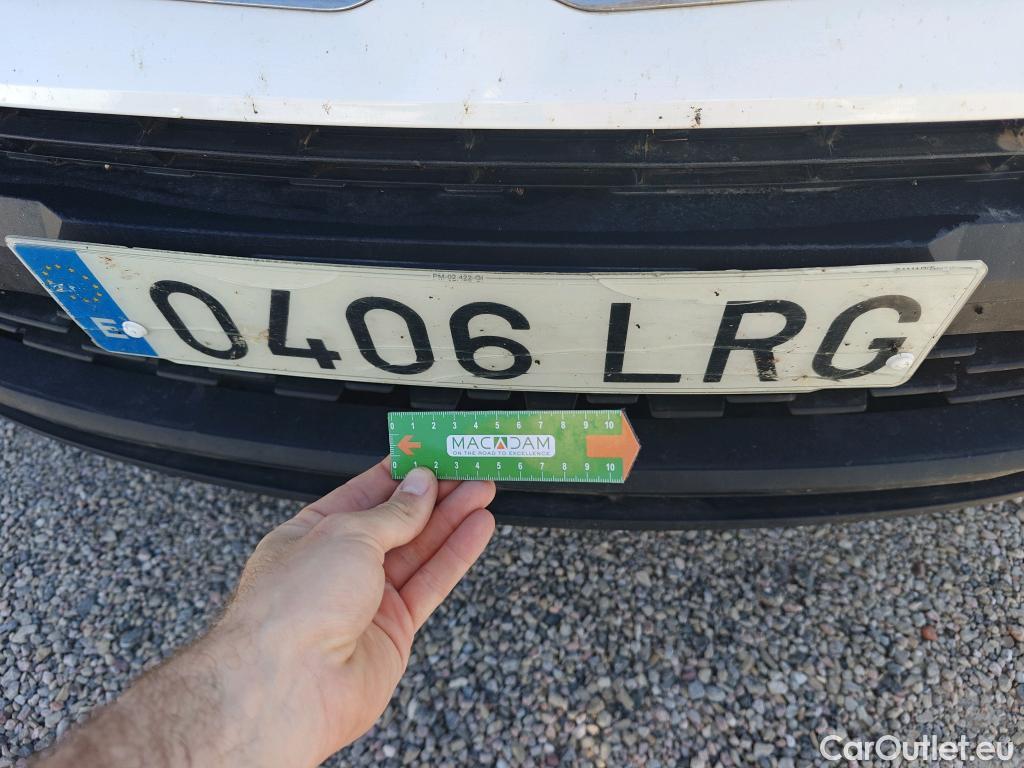 PM-02-422-GI
E
0406 LRG
0 1 2 3 4 5 6 7 8 9 10
MACADAM
ON THE ROAD TO EXCELLENCE
0 1 2 3 4 5 6 7 8 9 10
CarOutlet.eu